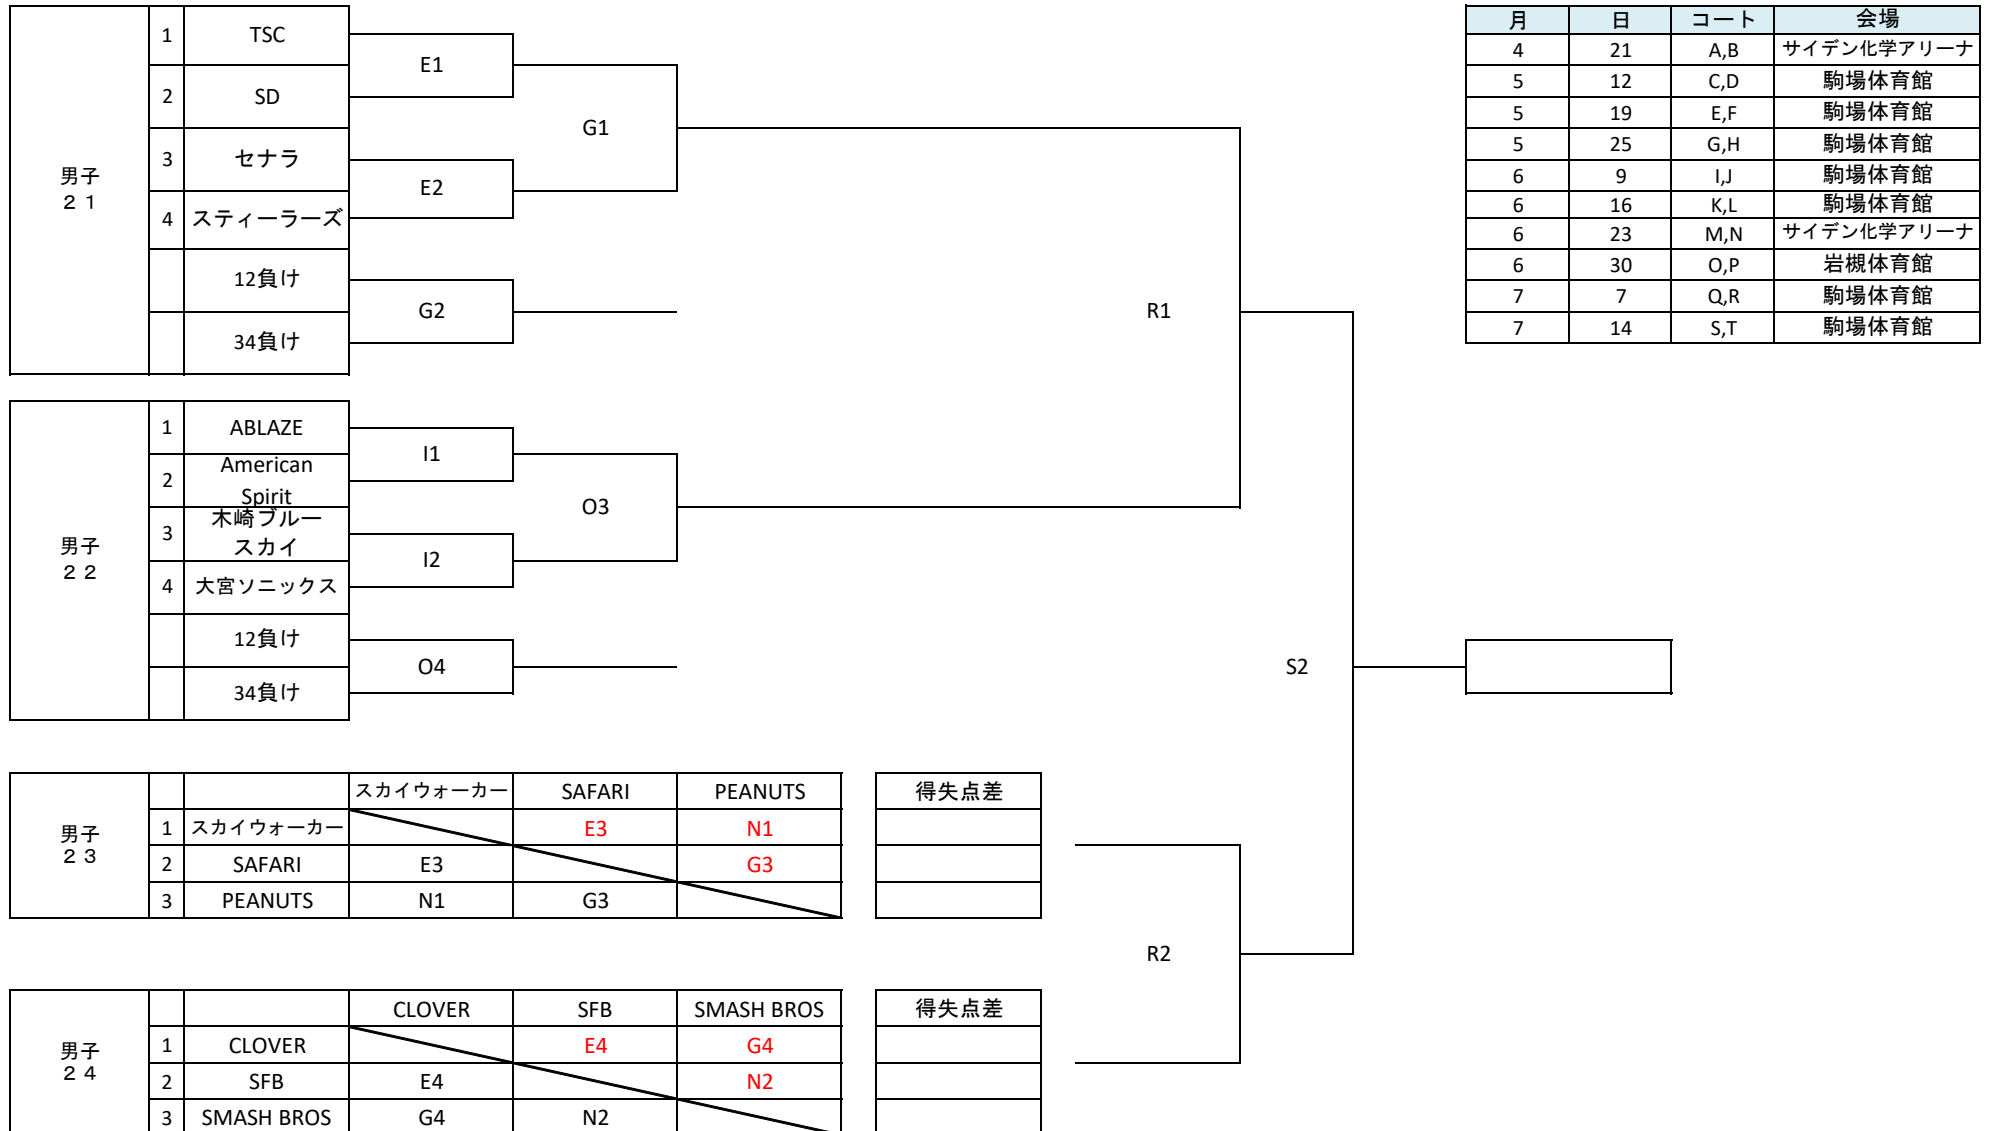 男子
２１
1 TSC
2 SD
3 セナラ
4 スティーラーズ
12負け
34負け
E1
E2
G1
G2
R1
月 日 コート 会場
4 21 A,B サイデン化学アリーナ
5 12 C,D 駒場体育館
5 19 E,F 駒場体育館
5 25 G,H 駒場体育館
6 9 I,J 駒場体育館
6 16 K,L 駒場体育館
6 23 M,N サイデン化学アリーナ
6 30 O,P 岩槻体育館
7 7 Q,R 駒場体育館
7 14 S,T 駒場体育館
男子
２２
1 ABLAZE
2 American
Spirit
3 木崎ブルー
スカイ
4 大宮ソニックス
12負け
34負け
I1
I2
O3
O4
S2
男子
２３
スカイウォーカー SAFARI PEANUTS 得失点差
1 スカイウォーカー E3 N1
2 SAFARI E3 G3
3 PEANUTS N1 G3
R2
男子
２４
CLOVER SFB SMASH BROS 得失点差
1 CLOVER E4 G4
2 SFB E4 N2
3 SMASH BROS G4 N2